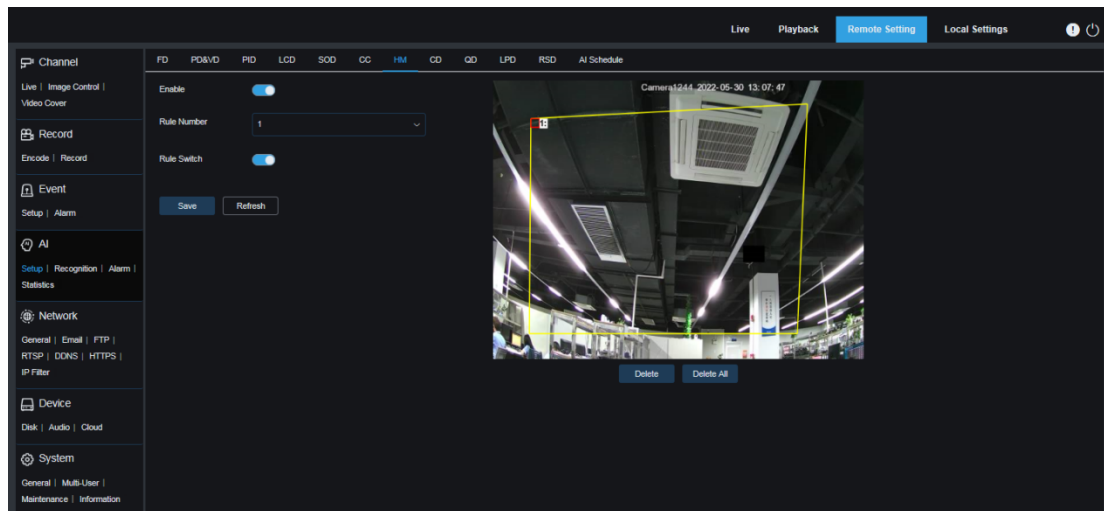 Live Playback Remote Setting Local Settings
Channel
Live | Image Control |
Video Cover
Record
Encode | Record
Event
Setup | Alarm
AI
Setup | Recognition | Alarm |
Statistics
Network
General | Email | FTP |
RTSP | DDNS | HTTPS |
IP Filter
Device
Disk | Audio | Cloud
System
General | Multi-User |
Maintenance | Information
FD PD&VD PID LCD SOD CC HM CD QD LPD RSD AI Schedule
Enable
Rule Number 1
Rule Switch
Save Refresh
Camera1244 2022-05-30 13:07:47
1:
Delete Delete All